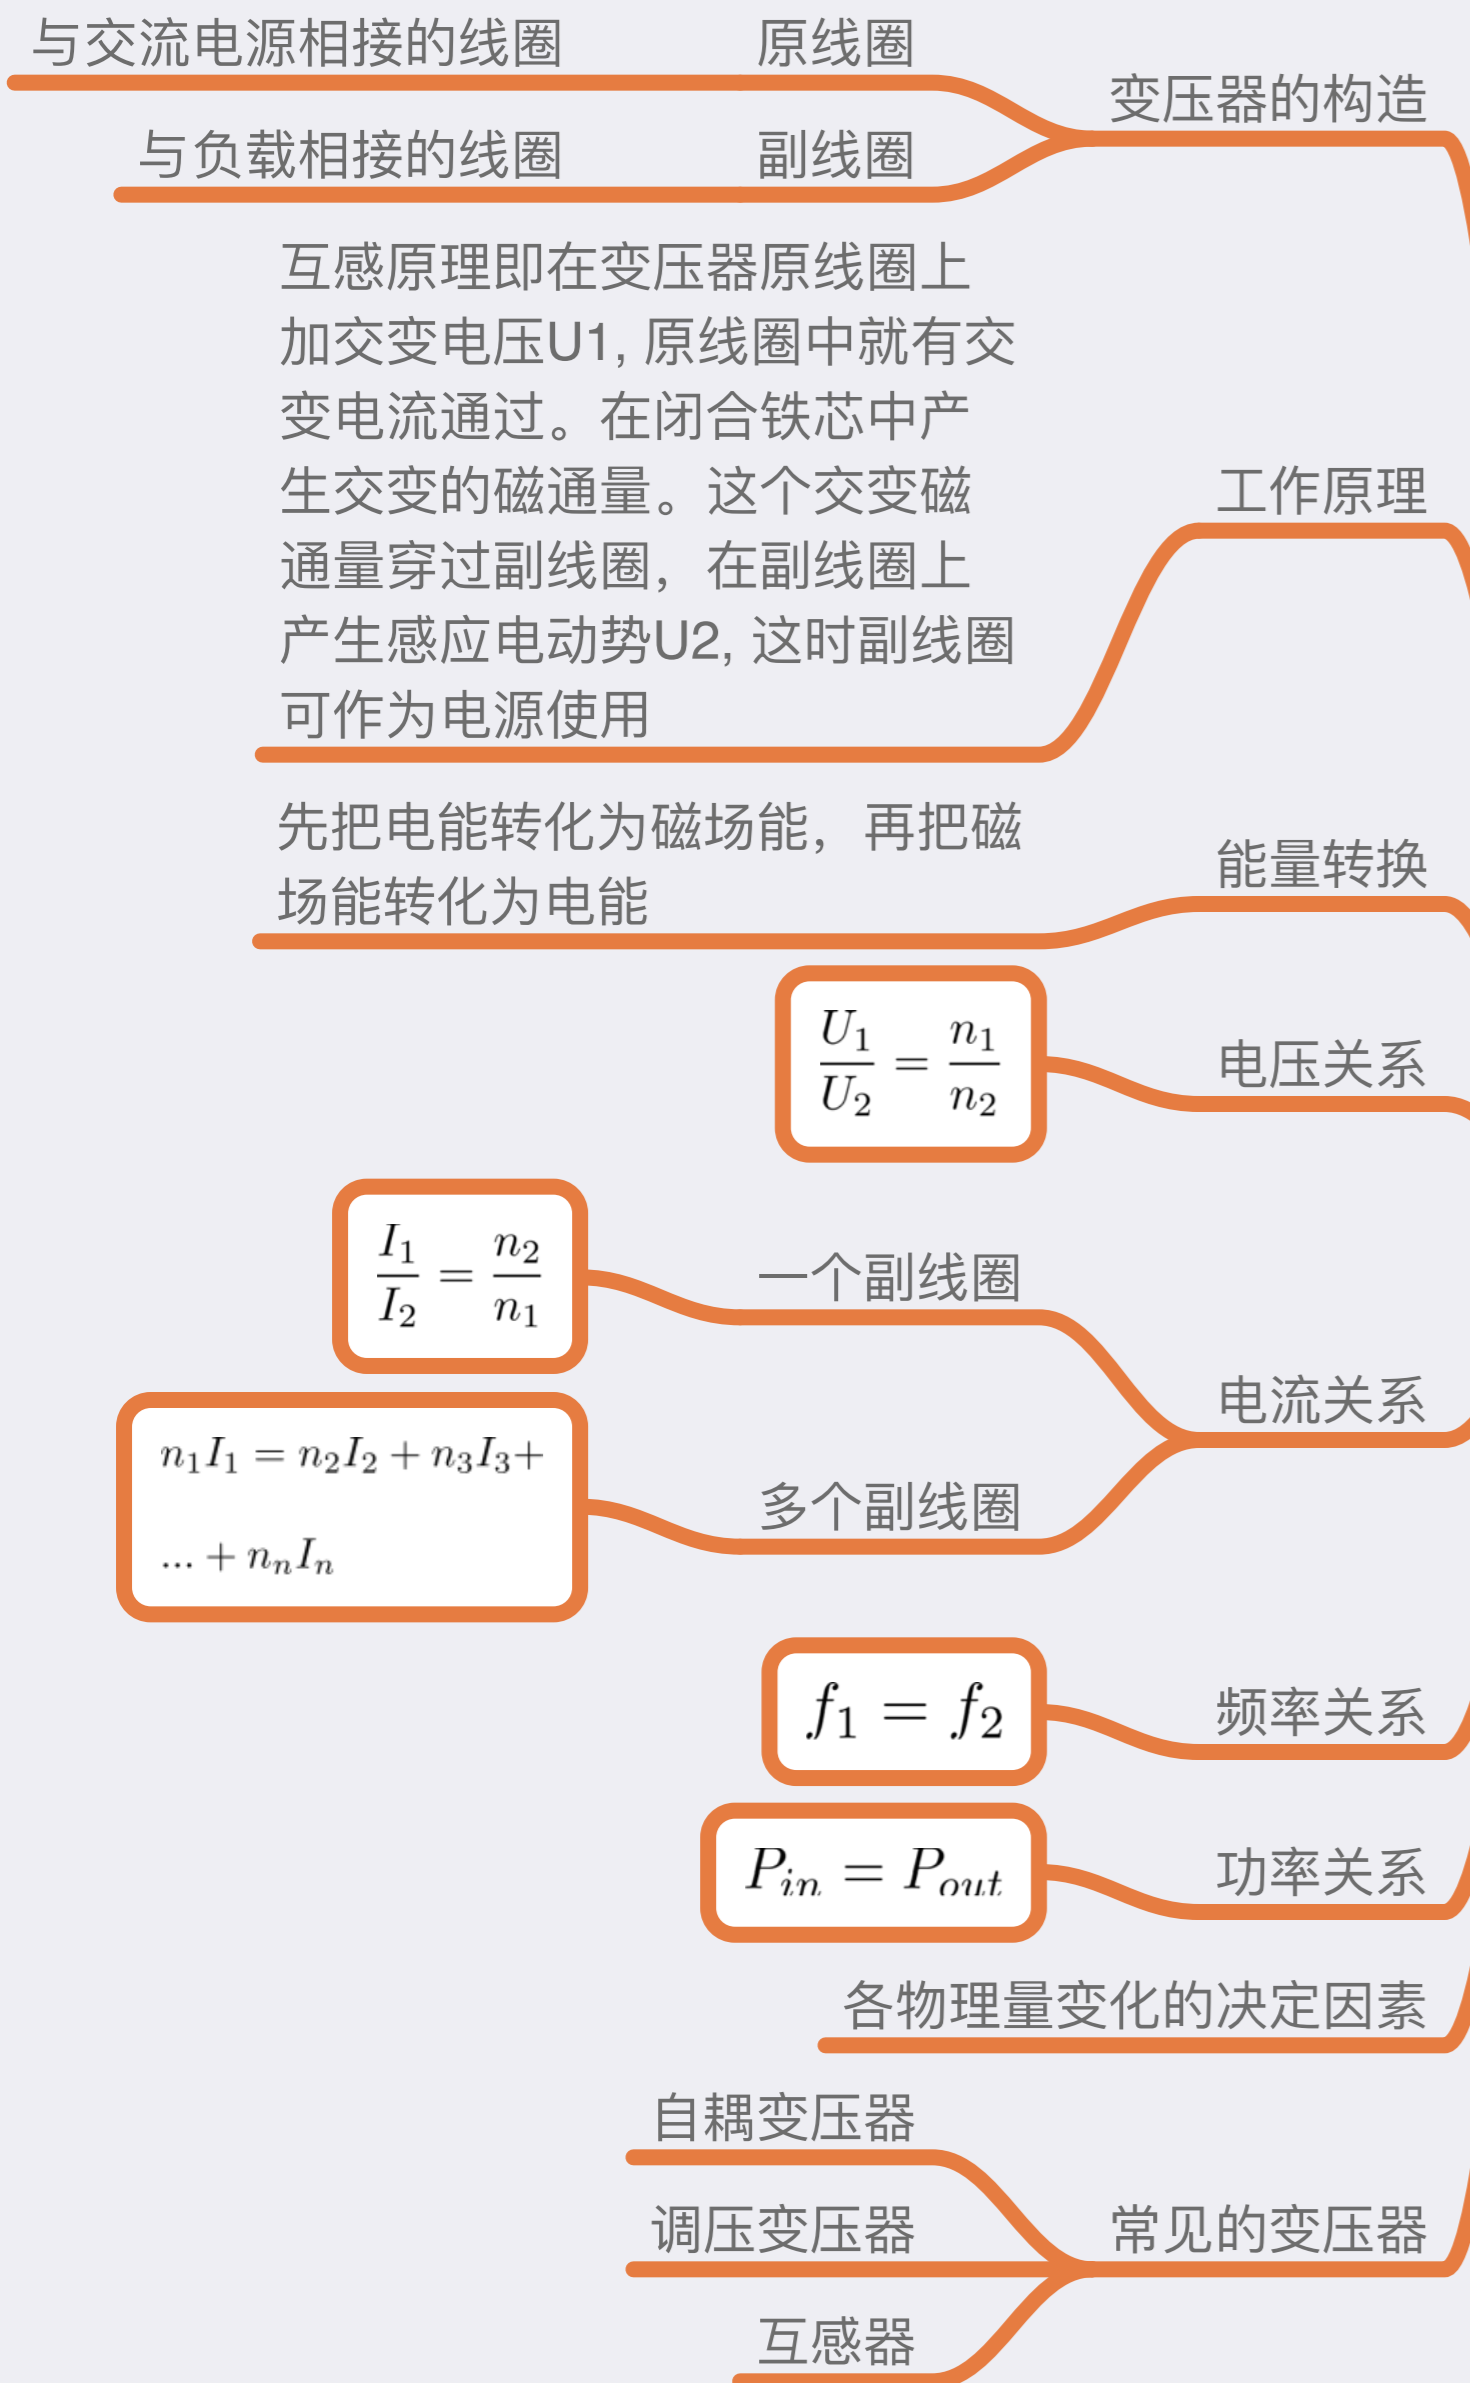 与交流电源相接的线圈 原线圈
变压器的构造
与负载相接的线圈 副线圈
互感原理即在变压器原线圈上
加交变电压U1, 原线圈中就有交
变电流通过。在闭合铁芯中产
生交变的磁通量。这个交变磁
通量穿过副线圈，在副线圈上
产生感应电动势U2, 这时副线圈
可作为电源使用
工作原理
先把电能转化为磁场能，再把磁
场能转化为电能
能量转换
U₁/U₂ = n₁/n₂
电压关系
I₁/I₂ = n₂/n₁
一个副线圈
电流关系
n₁I₁ = n₂I₂ + n₃I₃+
... + nₙIₙ
多个副线圈
f₁ = f₂
频率关系
P_in = P_out
功率关系
各物理量变化的决定因素
自耦变压器
调压变压器 常见的变压器
互感器